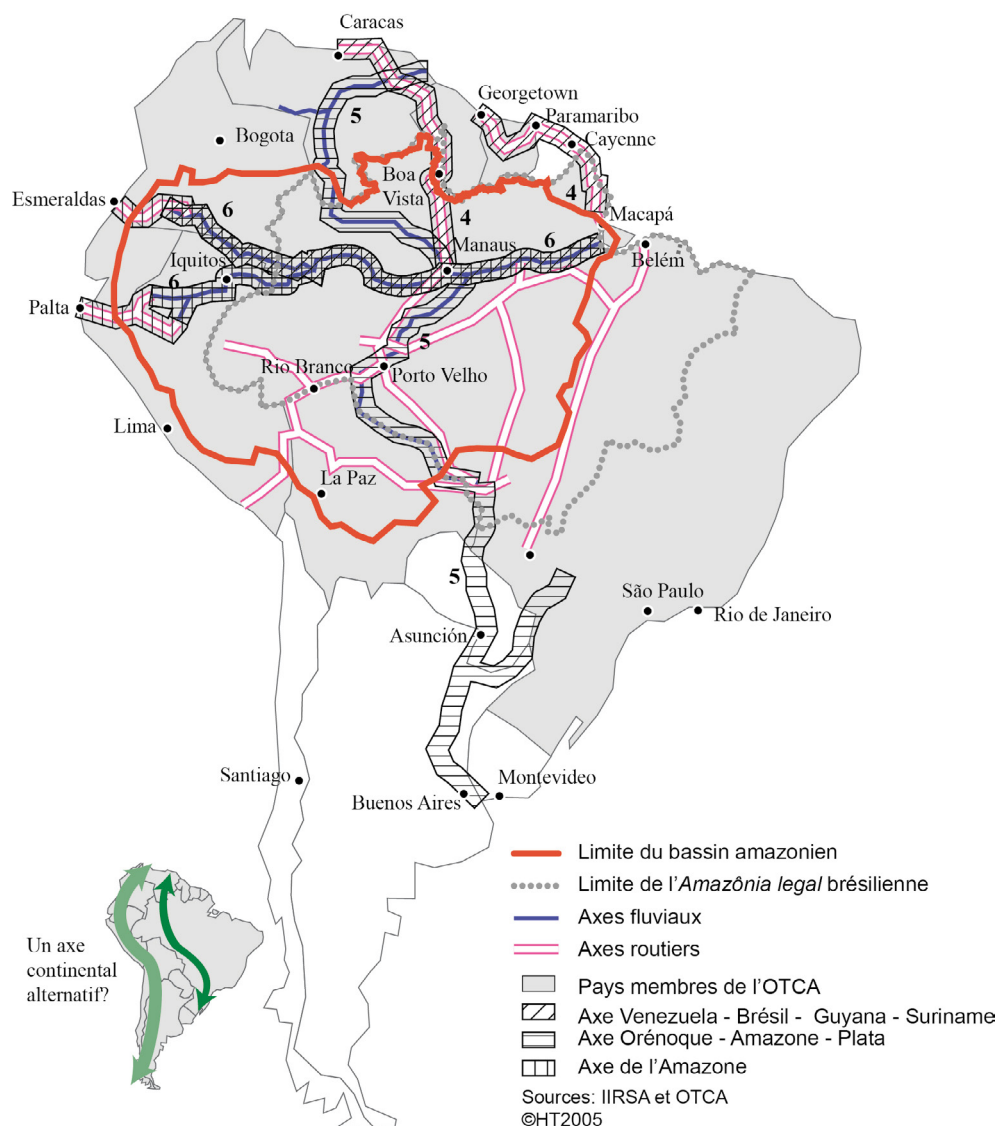 Caracas
Georgetown
Paramaribo
Cayenne
5
Bogota
Boa
Vista
4
Esmeraldas
6
4
Macapá
Manaus
6
Belém
Iquitos
6
Palta
5
Rio Branco
Porto Velho
Lima
La Paz
5
São Paulo
Rio de Janeiro
Asunción
Santiago
Montevideo
Buenos Aires
Limite du bassin amazonien
Limite de l'Amazônia legal brésilienne
Axes fluviaux
Axes routiers
Pays membres de l'OTCA
Axe Venezuela - Brésil - Guyana - Suriname
Axe Orénoque - Amazone - Plata
Axe de l'Amazone
Sources: IIRSA et OTCA
©HT2005
Un axe
continental
alternatif?